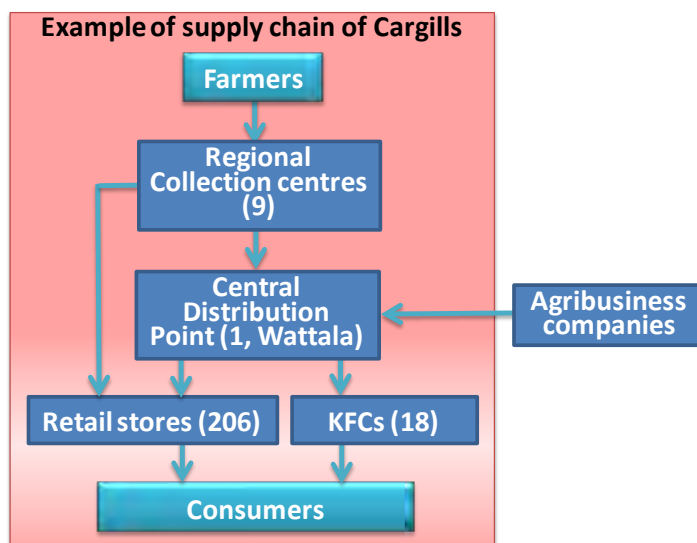 Example of supply chain of Cargills
Farmers
Regional
Collection centres
(9)
Central
Distribution
Point (1, Wattala)
Agribusiness
companies
Retail stores (206)
KFCs (18)
Consumers